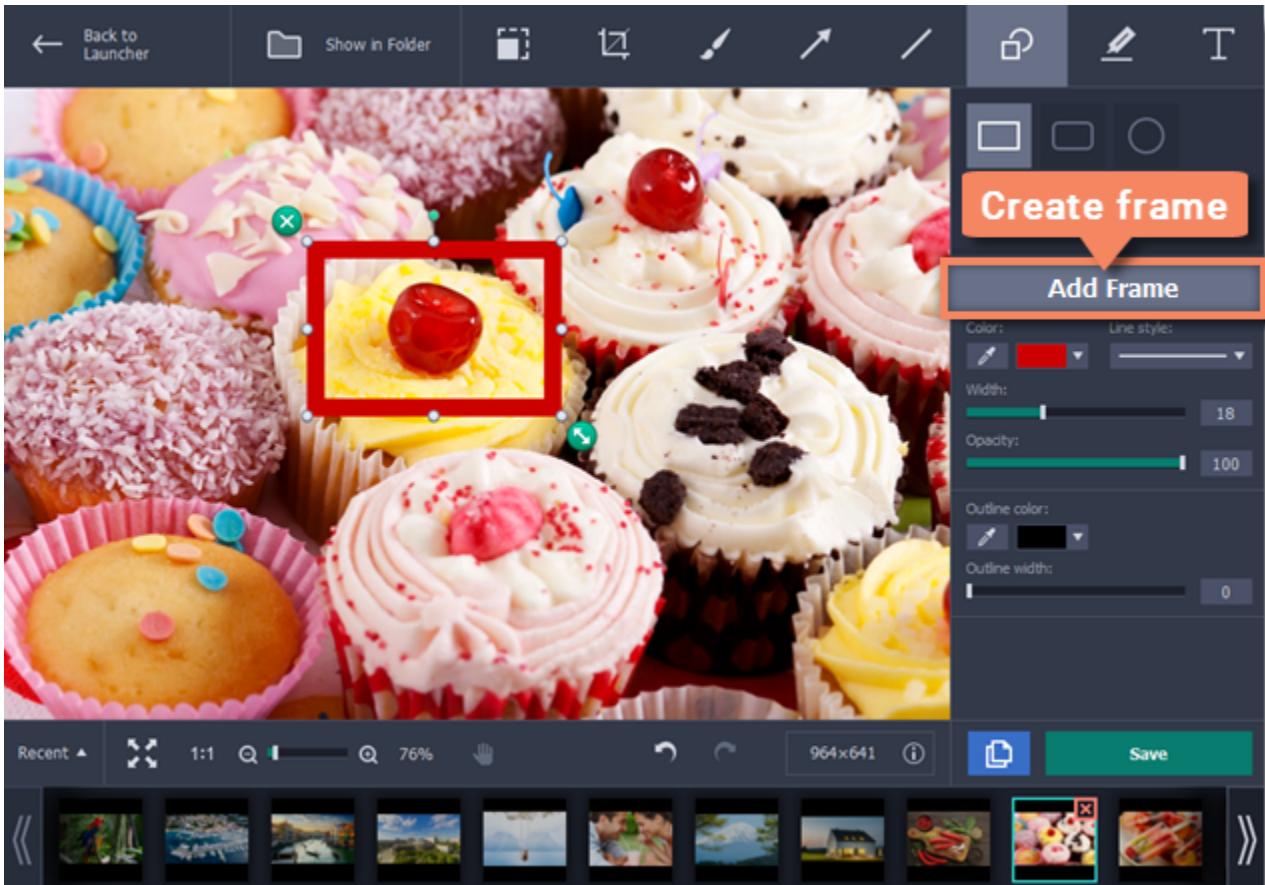 Back to
Launcher
Show in Folder
T
Create frame
Add Frame
Color:
Line style:
Width:
18
Opacity:
100
Outline color:
Outline width:
0
Recent
1:1
76%
964×641
Save